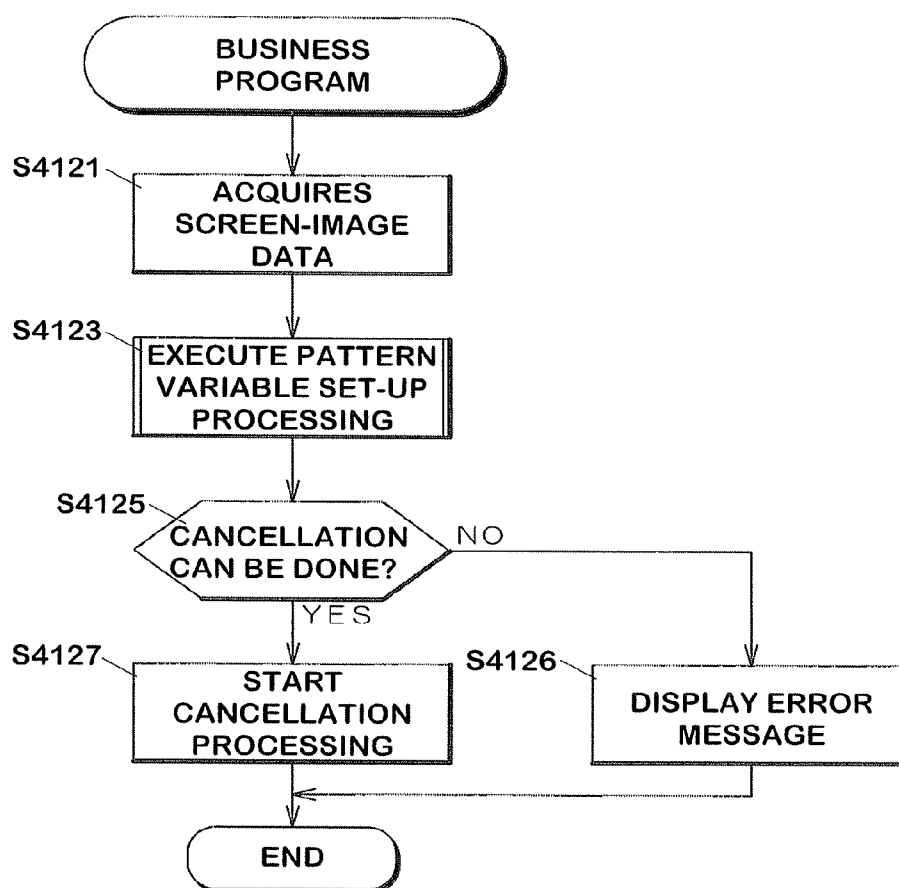 BUSINESS
PROGRAM
S4121
ACQUIRES
SCREEN-IMAGE
DATA
S4123
EXECUTE PATTERN
VARIABLE SET-UP
PROCESSING
S4125
CANCELLATION
CAN BE DONE?
NO
YES
S4127
START
CANCELLATION
PROCESSING
S4126
DISPLAY ERROR
MESSAGE
END